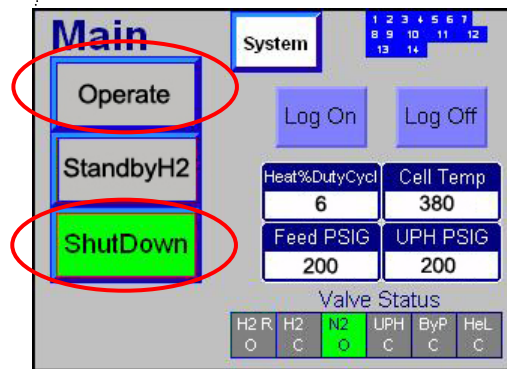 Main
System
1 2 3 4 5 6 7
8 9 10 11 12
13 14
Operate
Log On
Log Off
StandbyH2
Heat%DutyCycl
Cell Temp
6
380
ShutDown
Feed PSIG
UPH PSIG
200
200
Valve Status
H2 R H2 N2 UPH ByP HeL
O C O C C C